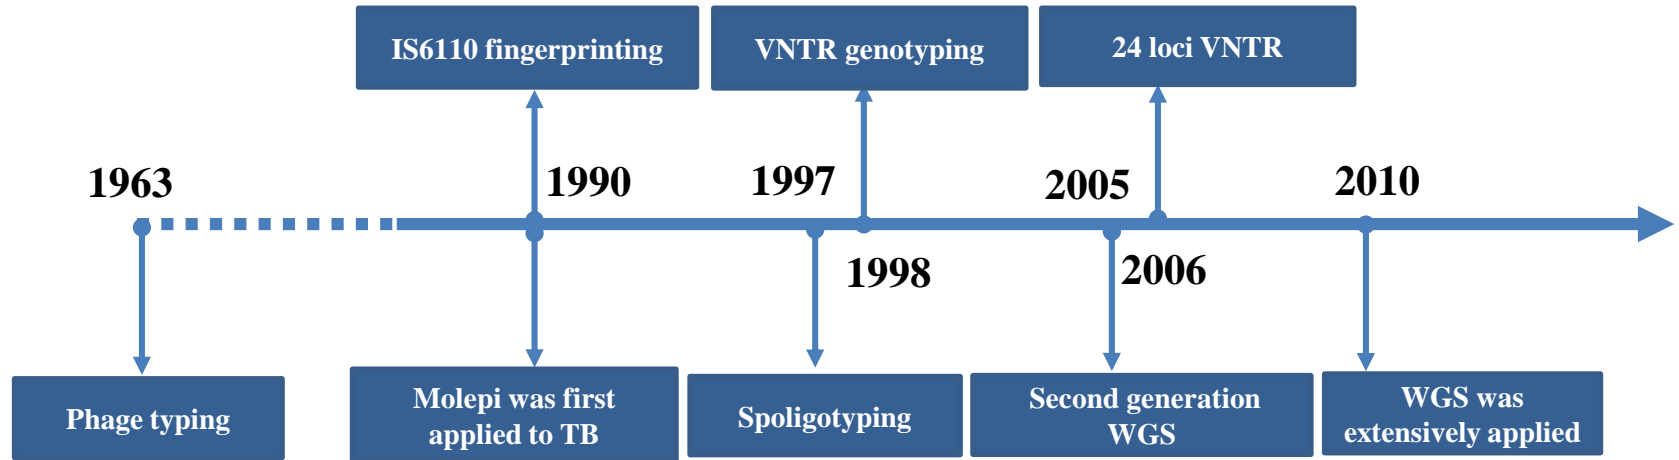 IS6110 fingerprinting
VNTR genotyping
24 loci VNTR
1963
1990
1997
2005
2010
1998
2006
Phage typing
Molepi was first
applied to TB
Spoligotyping
Second generation
WGS
WGS was
extensively applied